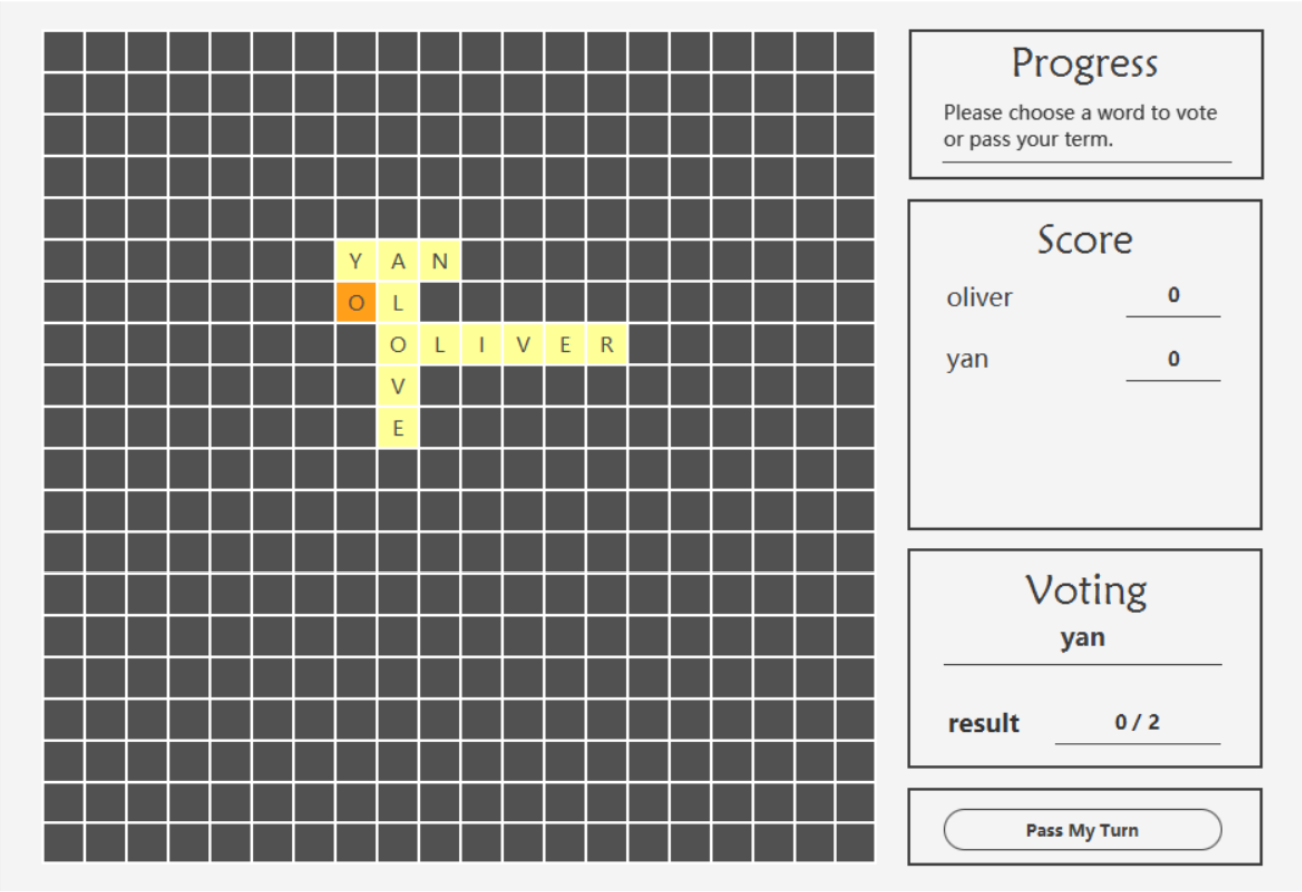 Y A N
O L
O L I V E R
V
E
Progress
Please choose a word to vote
or pass your term.
Score
oliver 0
yan 0
Voting
yan
result 0 / 2
Pass My Turn